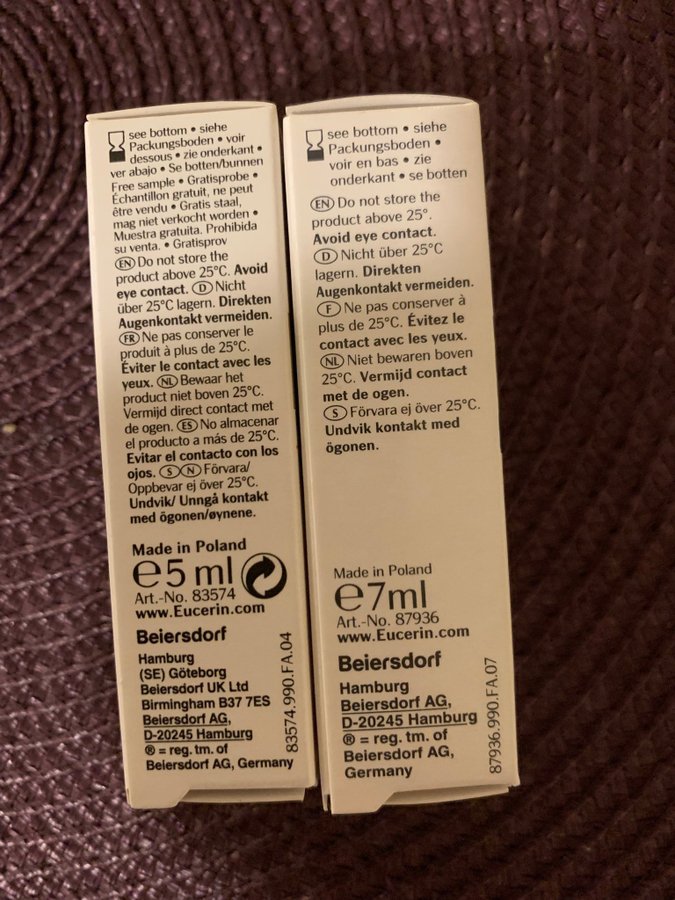 see bottom • siehe
Packungsboden • voir
dessous • zie onderkant •
ver abajo • Se botten/bunnen
Free sample • Gratisprobe •
Échantillon gratuit, ne peut
être vendu • Gratis staal,
mag niet verkocht worden •
Muestra gratuita. Prohibida
su venta. • Gratisprov
EN Do not store the
product above 25°C. Avoid
eye contact. D Nicht
über 25°C lagern. Direkten
Augenkontakt vermeiden.
FR Ne pas conserver le
produit à plus de 25°C.
Éviter le contact avec les
yeux. NL Bewaar het
product niet boven 25°C.
Vermijd direct contact met
de ogen. ES No almacenar
el producto a más de 25°C.
Evitar el contacto con los
ojos. S N Förvara/
Oppbevar ej över 25°C.
Undvik/ Unngå kontakt
med ögonen/øynene.
Made in Poland
e5 ml
Art.-No. 83574
www.Eucerin.com
Beiersdorf
Hamburg
(SE) Göteborg
Beiersdorf UK Ltd
Birmingham B37 7ES
Beiersdorf AG,
D-20245 Hamburg
® = reg. tm. of
Beiersdorf AG, Germany
83574.990.FA.04
see bottom • siehe
Packungsboden •
voir en bas • zie
onderkant • se botten
EN Do not store the
product above 25°.
Avoid eye contact.
D Nicht über 25°C
lagern. Direkten
Augenkontakt vermeiden.
F Ne pas conserver à
plus de 25°C. Évitez le
contact avec les yeux.
NL Niet bewaren boven
25°C. Vermijd contact
met de ogen.
S Förvara ej över 25°C.
Undvik kontakt med
ögonen.
Made in Poland
e7ml
Art.-No. 87936
www.Eucerin.com
Beiersdorf
Hamburg
Beiersdorf AG,
D-20245 Hamburg
® = reg. tm. of
Beiersdorf AG,
Germany
87936.990.FA.07